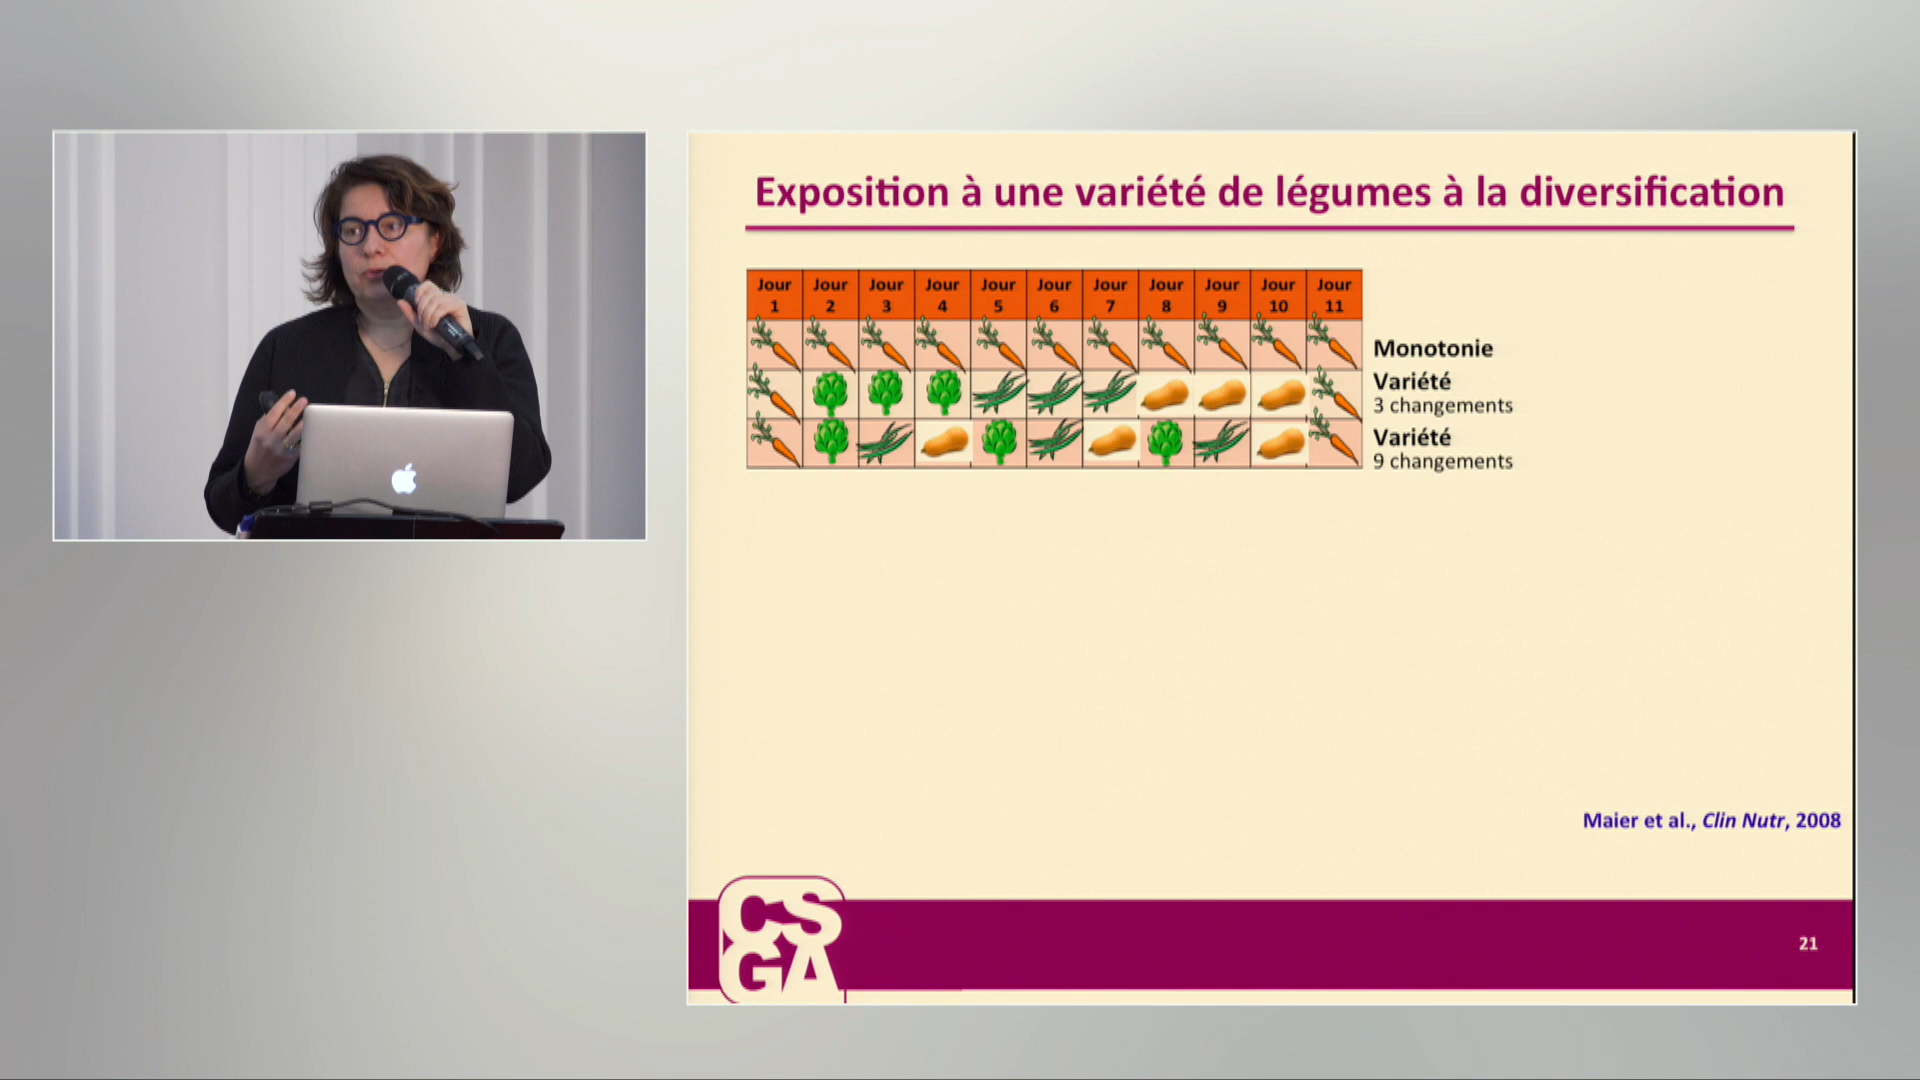 Exposition à une variété de légumes à la diversification
Jour 1 Jour 2 Jour 3 Jour 4 Jour 5 Jour 6 Jour 7 Jour 8 Jour 9 Jour 10 Jour 11
Monotonie
Variété
3 changements
Variété
9 changements
Maier et al., Clin Nutr, 2008
CS
GA
21